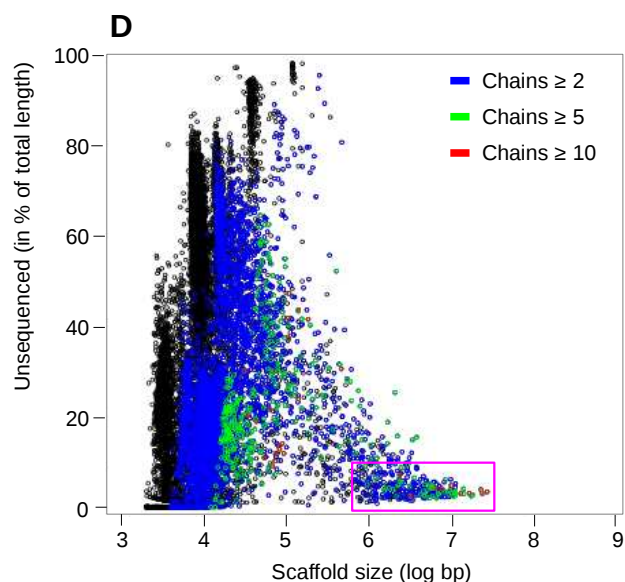 D
Unsequenced (in % of total length)
100
80
60
40
20
0
Chains ≥ 2
Chains ≥ 5
Chains ≥ 10
3 4 5 6 7 8 9
Scaffold size (log bp)